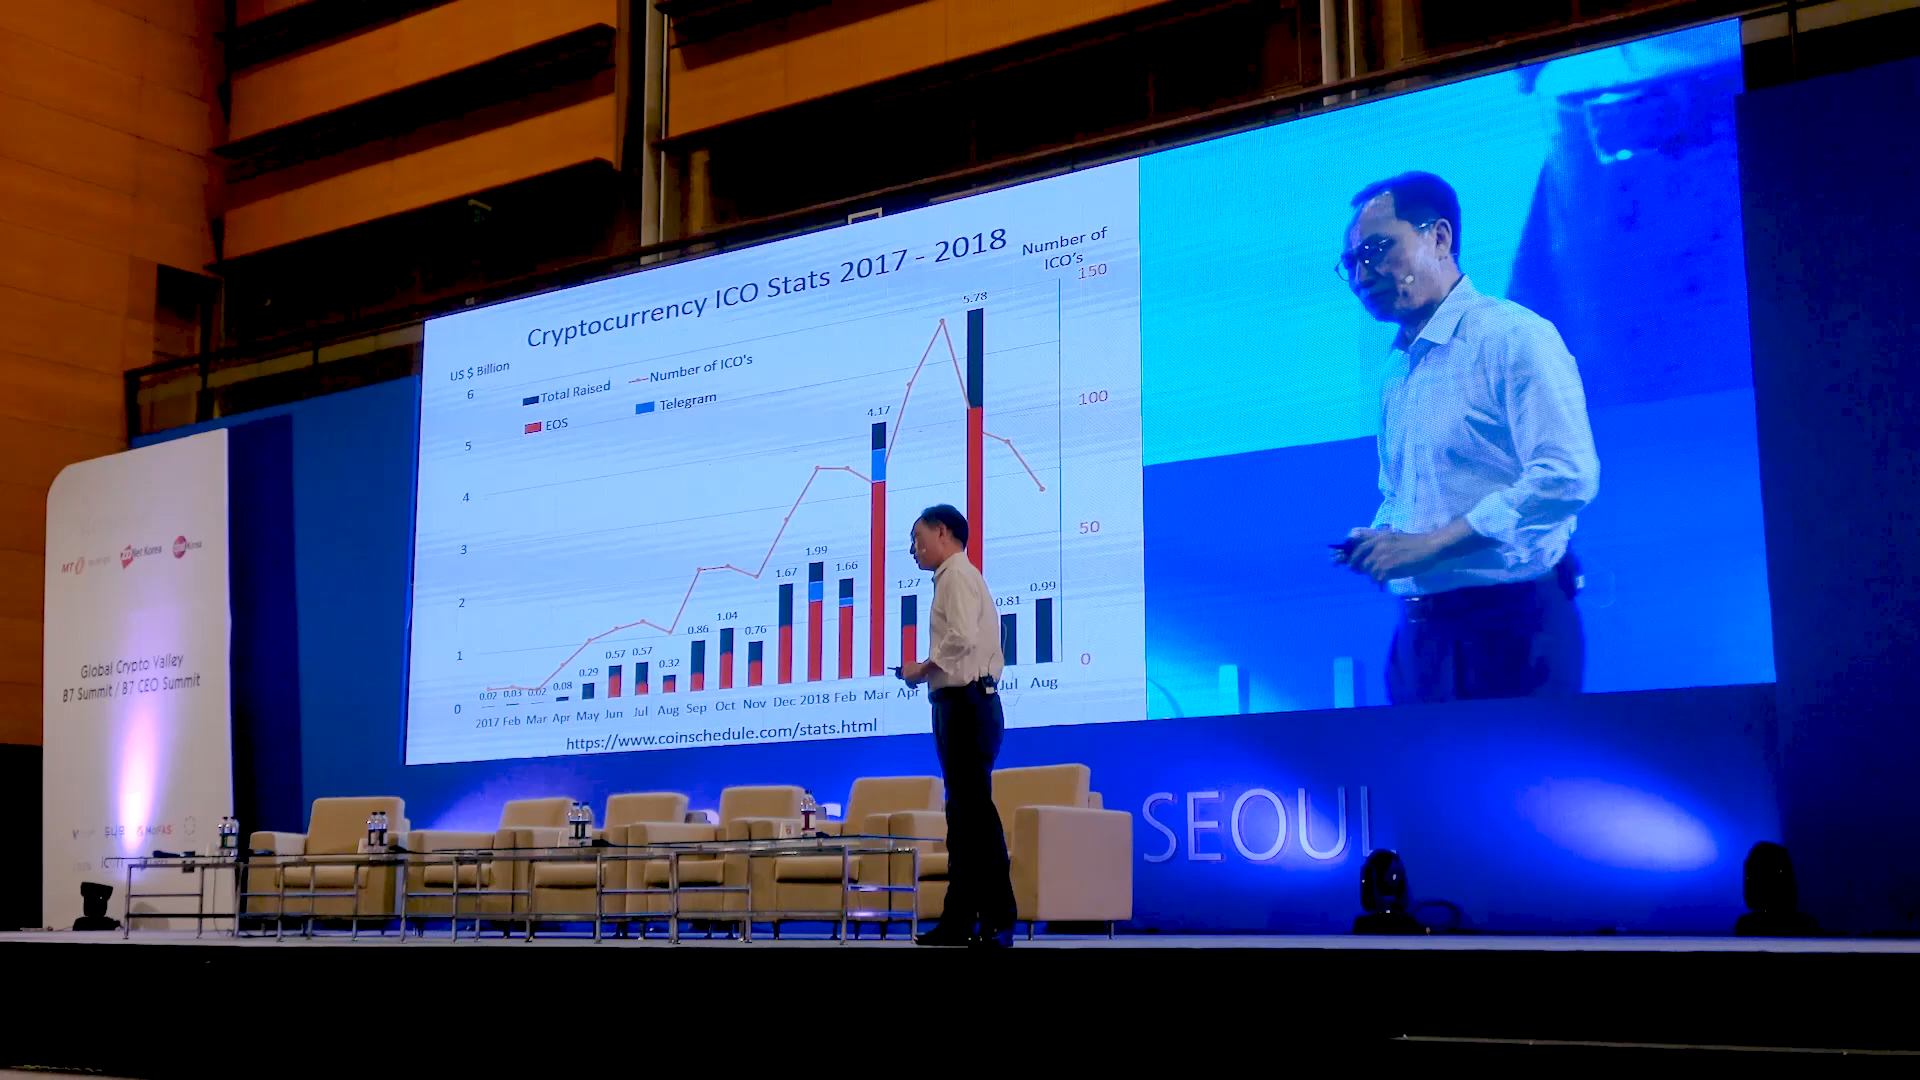 Cryptocurrency ICO Stats 2017 - 2018
Number of
ICO's
US $ Billion
Total Raised
Number of ICO's
EOS
Telegram
6
5
4
3
2
1
0
150
100
50
0
0.02 0.03 0.02 0.08 0.29 0.57 0.57 0.32 0.86 1.04 0.76 1.67 1.99 1.66 4.17 1.27 5.78 0.81 0.99
2017 Feb Mar Apr May Jun Jul Aug Sep Oct Nov Dec 2018 Feb Mar Apr Jul Aug
https://www.coinschedule.com/stats.html
MT
Net Korea
Korea
Global Crypto Valley
B7 Summit / B7 CEO Summit
SEOUL